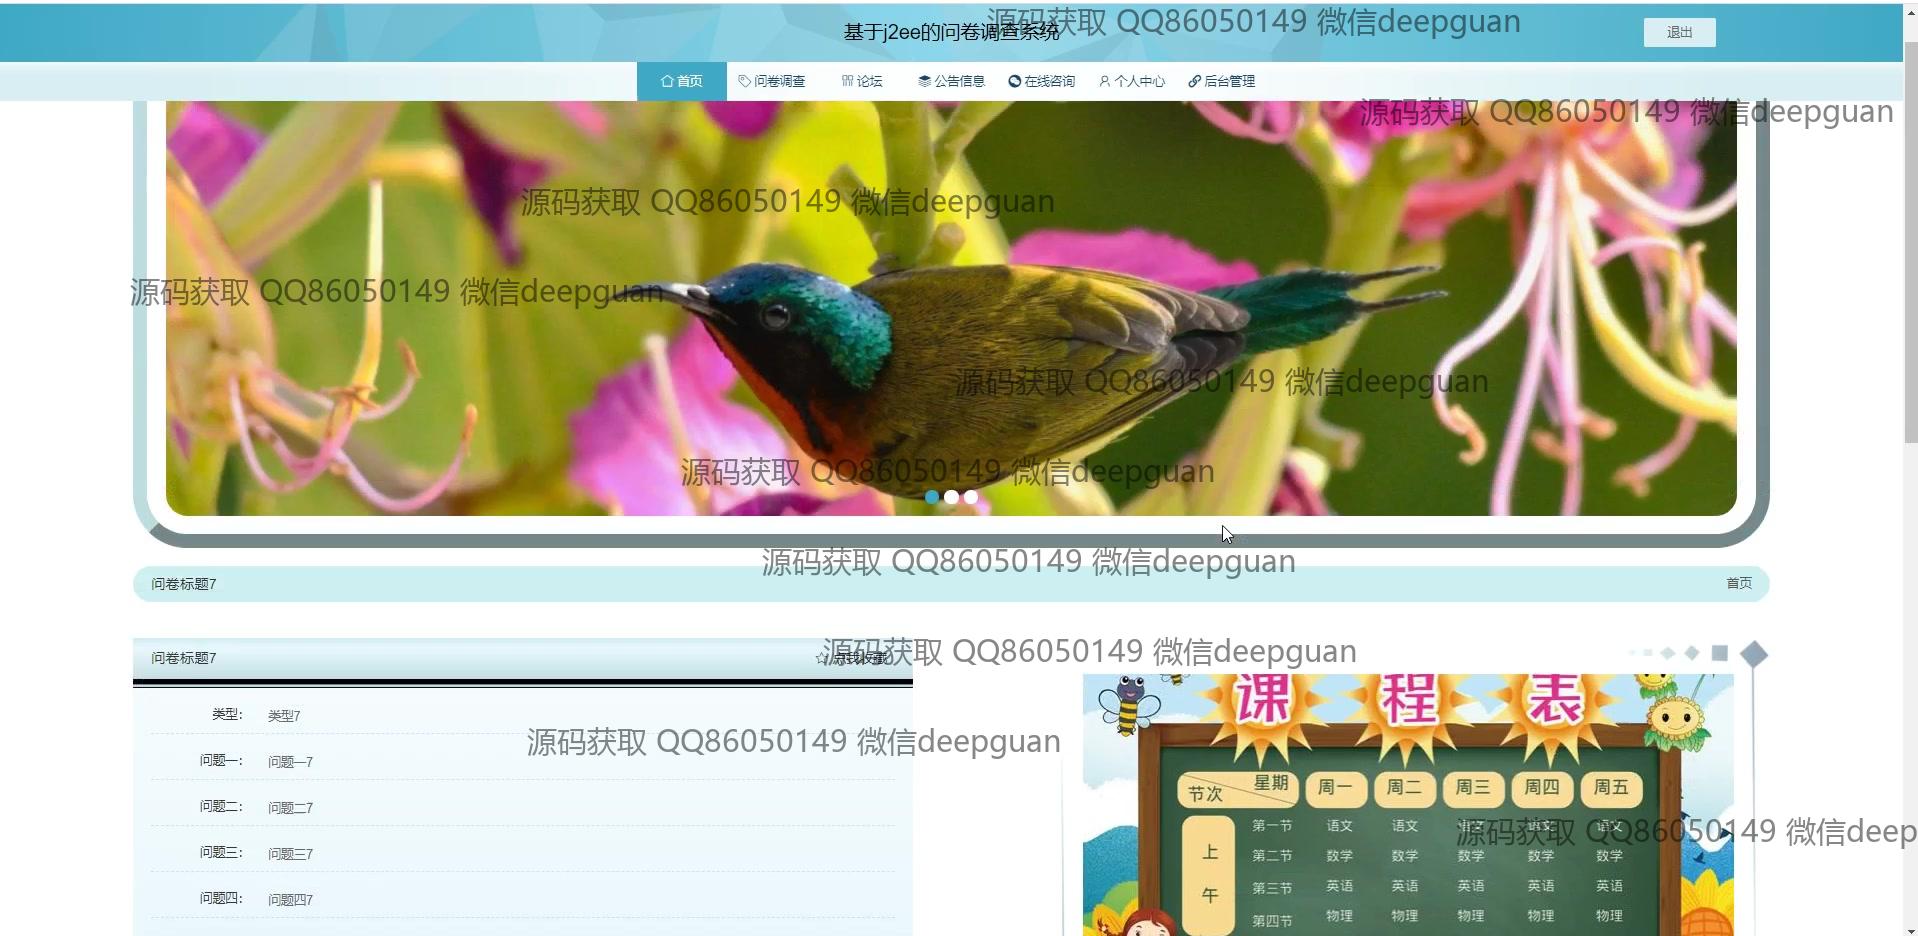 基于j2ee的问卷调查系统
源码获取 QQ86050149 微信deepguan
退出
首页 问卷调查 论坛 公告信息 在线咨询 个人中心 后台管理
源码获取 QQ86050149 微信deepguan
源码获取 QQ86050149 微信deepguan
源码获取 QQ86050149 微信deepguan
源码获取 QQ86050149 微信deepguan
源码获取 QQ86050149 微信deepguan
源码获取 QQ86050149 微信deepguan
问卷标题7 首页
问卷标题7 点我收藏
源码获取 QQ86050149 微信deepguan
类型: 类型7
问题一: 问题一7
问题二: 问题二7
问题三: 问题三7
问题四: 问题四7
源码获取 QQ86050149 微信deepguan
课程表
节次 星期 周一 周二 周三 周四 周五
上午
第一节 语文 语文 语文 语文 语文
源码获取 QQ86050149 微信deep
第二节 数学 数学 数学 数学 数学
第三节 英语 英语 英语 英语 英语
第四节 物理 物理 物理 物理 物理